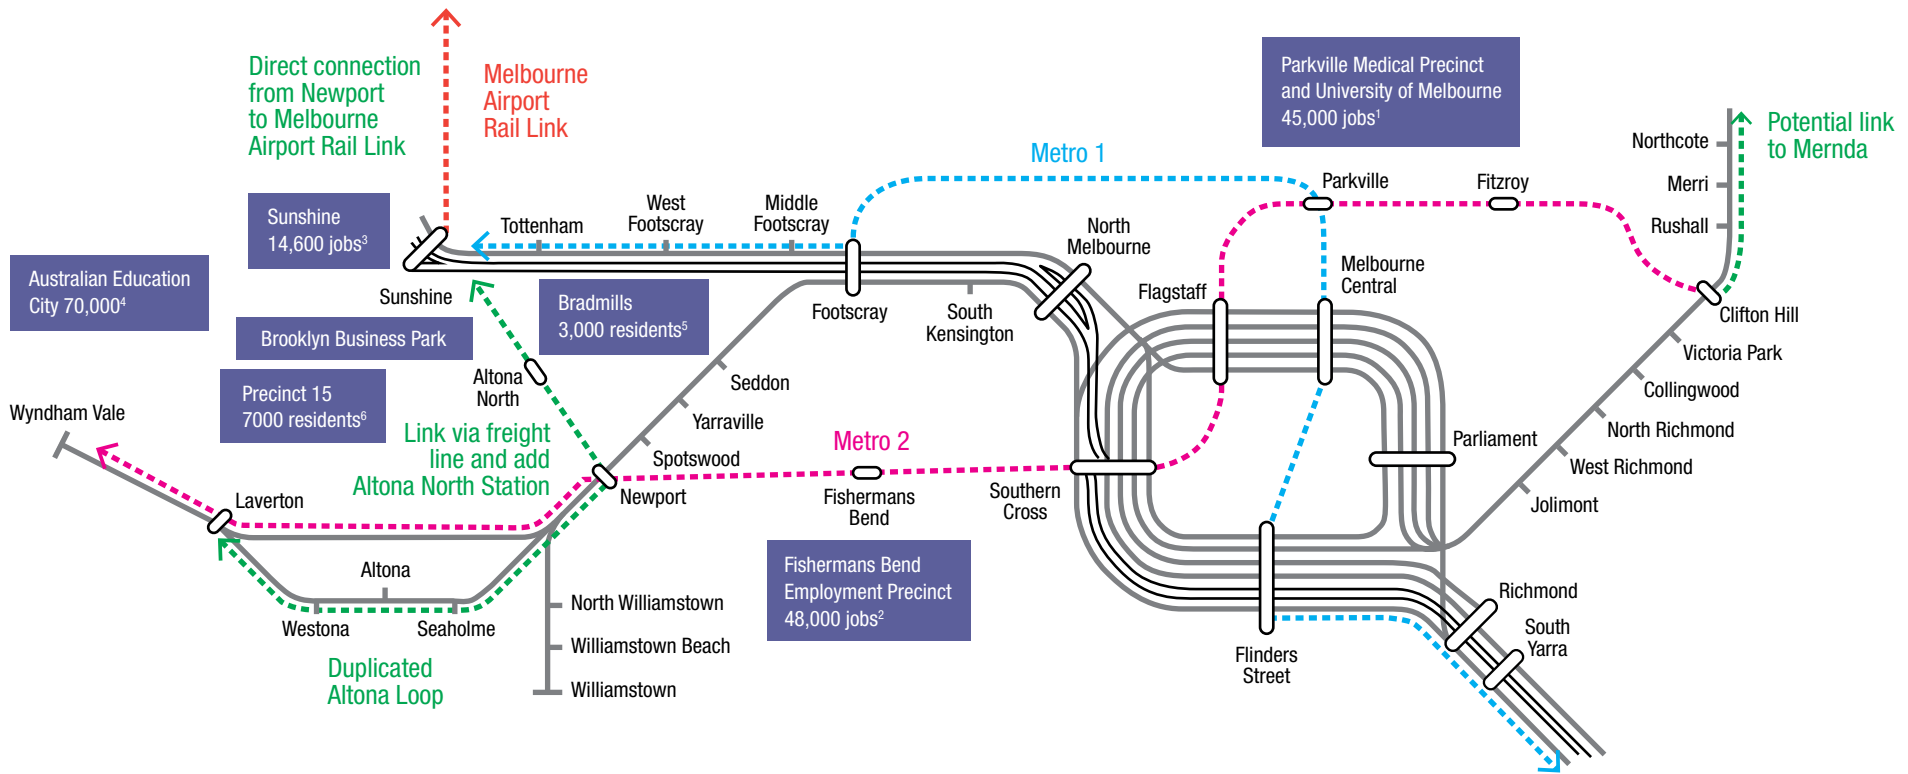 Direct connection
from Newport
to Melbourne
Airport Rail Link
Melbourne
Airport
Rail Link
Parkville Medical Precinct
and University of Melbourne
45,000 jobs¹
Potential link
to Mernda
Northcote
Merri
Rushall
Metro 1
Parkville
Fitzroy
Sunshine
14,600 jobs³
Tottenham
West
Footscray
Middle
Footscray
North
Melbourne
Melbourne
Central
Flagstaff
Australian Education
City 70,000⁴
Sunshine
Bradmills
3,000 residents⁵
Footscray
South
Kensington
Clifton Hill
Victoria Park
Collingwood
North Richmond
West Richmond
Jolimont
Brooklyn Business Park
Altona
North
Seddon
Yarraville
Spotswood
Newport
Precinct 15
7000 residents⁶
Wyndham Vale
Link via freight
line and add
Altona North Station
Metro 2
Parliament
Laverton
Fishermans
Bend
Southern
Cross
Altona
Westona
Seaholme
Duplicated
Altona Loop
North Williamstown
Williamstown Beach
Williamstown
Fishermans Bend
Employment Precinct
48,000 jobs²
Flinders
Street
Richmond
South
Yarra